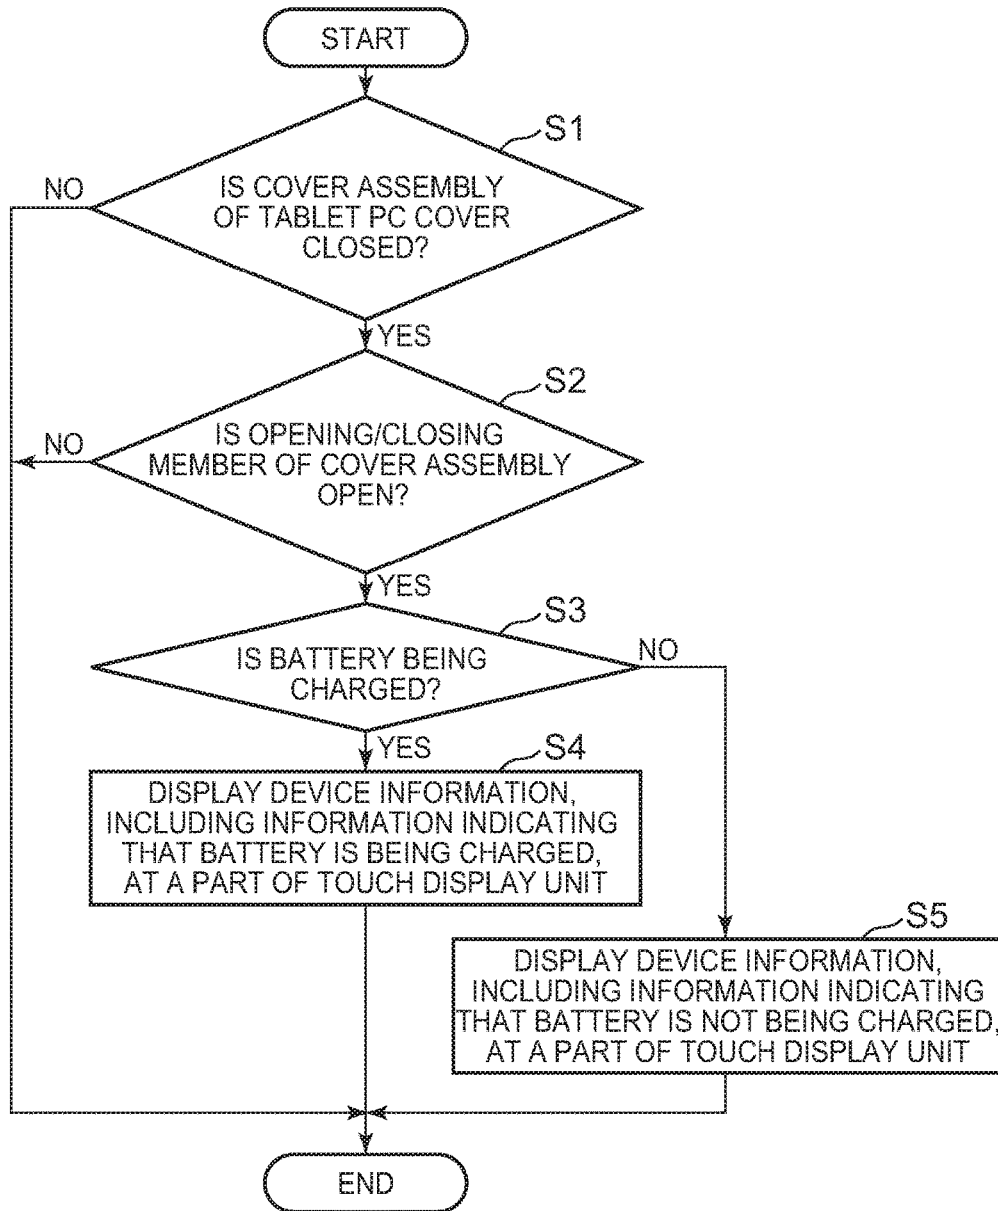 START
S1
NO
IS COVER ASSEMBLY
OF TABLET PC COVER
CLOSED?
YES
S2
NO
IS OPENING/CLOSING
MEMBER OF COVER ASSEMBLY
OPEN?
YES
S3
NO
IS BATTERY BEING
CHARGED?
YES
S4
DISPLAY DEVICE INFORMATION,
INCLUDING INFORMATION INDICATING
THAT BATTERY IS BEING CHARGED,
AT A PART OF TOUCH DISPLAY UNIT
S5
DISPLAY DEVICE INFORMATION,
INCLUDING INFORMATION INDICATING
THAT BATTERY IS NOT BEING CHARGED,
AT A PART OF TOUCH DISPLAY UNIT
END